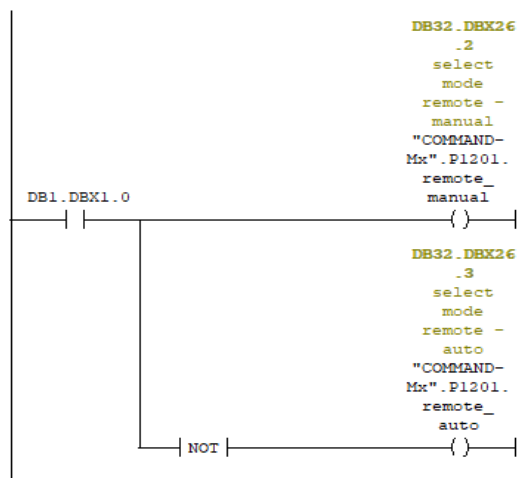 DB32.DBX26
.2
select
mode
remote -
manual
"COMMAND-
Mx".P1201.
remote_
manual
DB1.DBX1.0
( )
DB32.DBX26
.3
select
mode
remote -
auto
"COMMAND-
Mx".P1201.
remote_
auto
NOT
( )